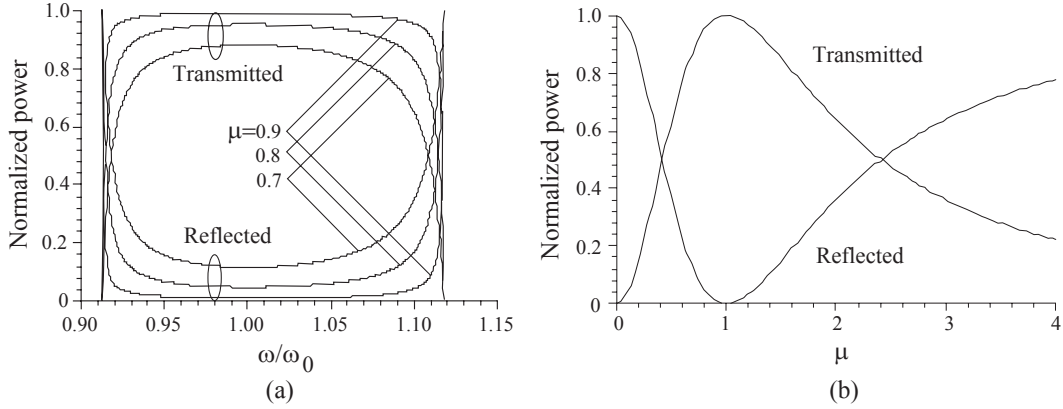 1.0
0.8
0.6
0.4
0.2
0
Normalized power
Transmitted
μ=0.9
0.8
0.7
Reflected
0.90 0.95 1.00 1.05 1.10 1.15
ω/ω0
(a)
1.0
0.8
0.6
0.4
0.2
0
Normalized power
Transmitted
Reflected
0 1 2 3 4
μ
(b)